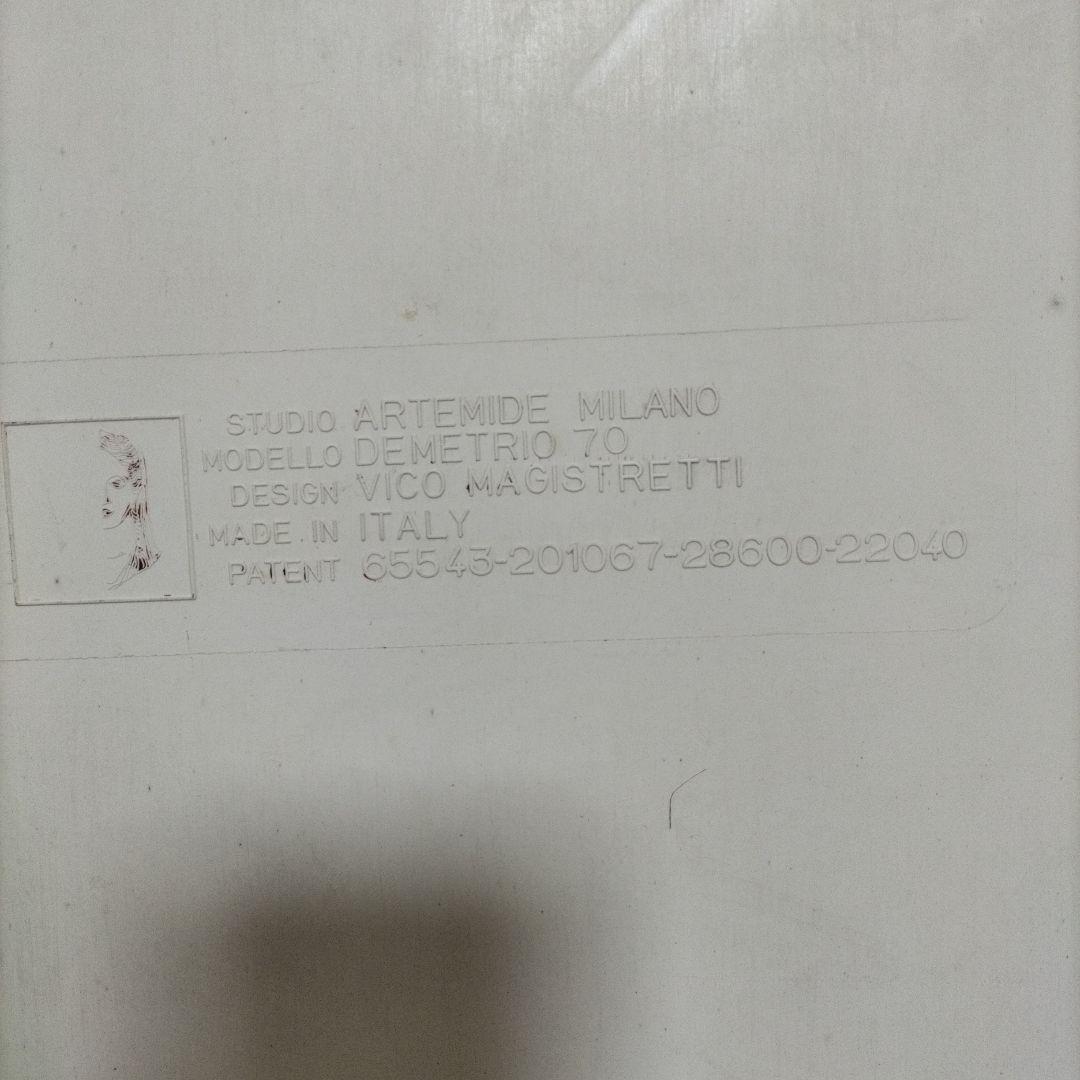 STUDIO ARTEMIDE MILANO
MODELLO DEMETRIO 70
DESIGN VICO MAGISTRETTI
MADE IN ITALY
PATENT 65543-201067-28600-22040